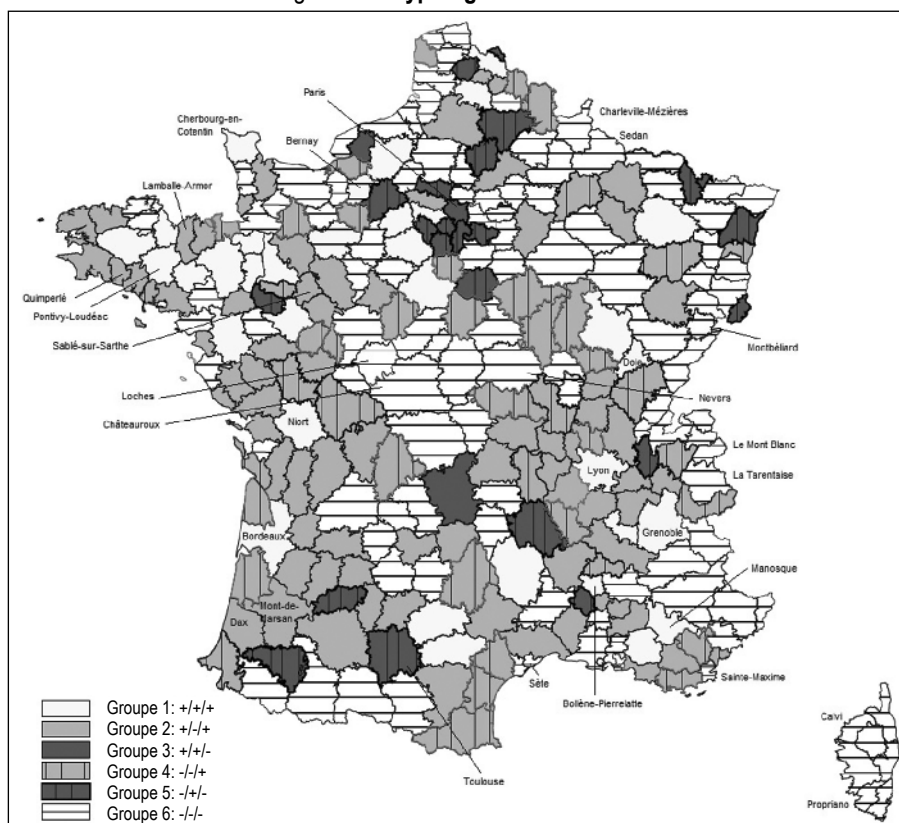 Paris
Charleville-Mézières
Cherbourg-en-
Cotentin
Bernay
Sedan
Lamballe-Armor
Quimperlé
Pontivy-Loudéac
Sablé-sur-Sarthe
Montbéliard
Dole
Loches
Nevers
Châteauroux
Niort
Le Mont Blanc
Lyon
La Tarentaise
Bordeaux
Grenoble
Manosque
Mont-de-
Marsan
Dax
Sète
Sainte-Maxime
Bollène-Pierrelatte
Toulouse
Calvi
Propriano
Groupe 1: +/+/+
Groupe 2: +/-/+
Groupe 3: +/+/-
Groupe 4: -/-/+
Groupe 5: -/+/-
Groupe 6: -/-/-